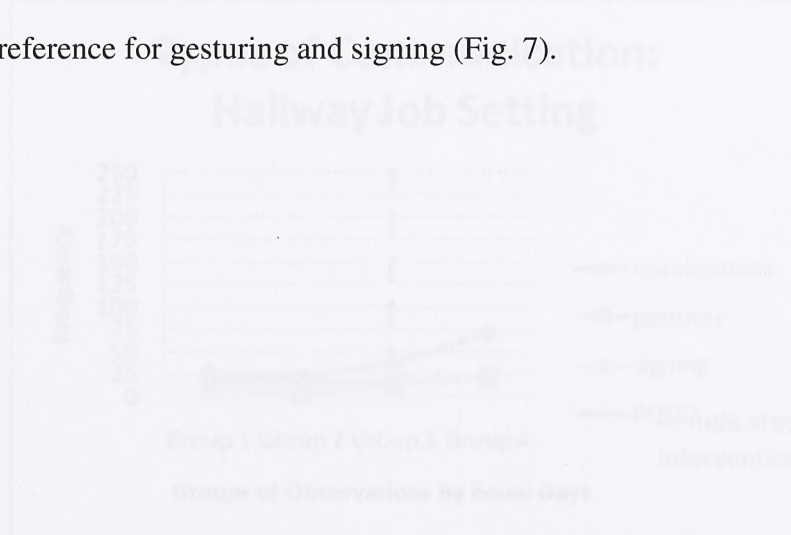 reference for gesturing and signing (Fig. 7).
Types of Communication:
Hallway Job Setting
250
225
200
175
150
125
100
75
50
25
0
Frequency
vocalizations
gestures
signing
Group 1 Group 2 Group 3 Group 4
indicates
intervention
Groups of Observations by Equal Days